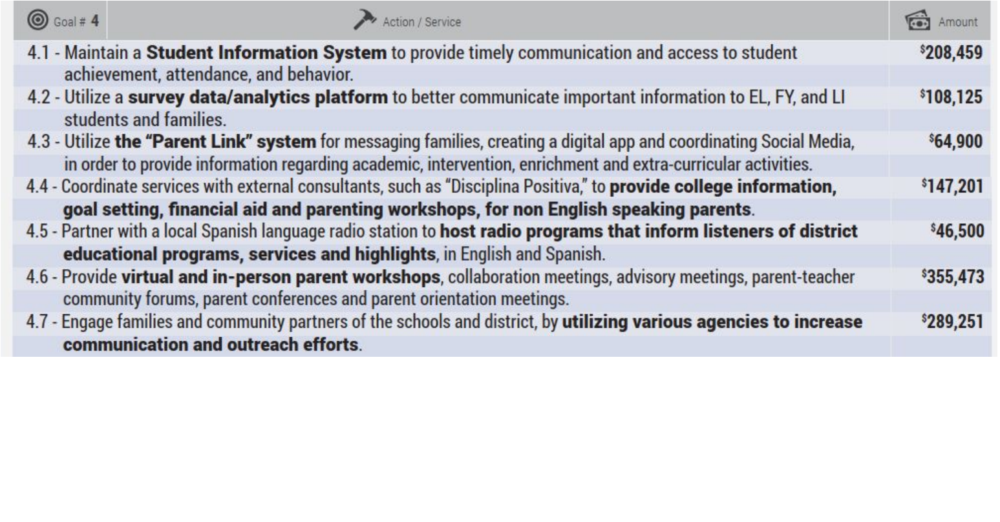 Goal # 4 Action / Service Amount
4.1 - Maintain a Student Information System to provide timely communication and access to student $208,459
achievement, attendance, and behavior.
4.2 - Utilize a survey data/analytics platform to better communicate important information to EL, FY, and LI $108,125
students and families.
4.3 - Utilize the “Parent Link” system for messaging families, creating a digital app and coordinating Social Media, $64,900
in order to provide information regarding academic, intervention, enrichment and extra-curricular activities.
4.4 - Coordinate services with external consultants, such as “Disciplina Positiva,” to provide college information, $147,201
goal setting, financial aid and parenting workshops, for non English speaking parents.
4.5 - Partner with a local Spanish language radio station to host radio programs that inform listeners of district $46,500
educational programs, services and highlights, in English and Spanish.
4.6 - Provide virtual and in-person parent workshops, collaboration meetings, advisory meetings, parent-teacher $355,473
community forums, parent conferences and parent orientation meetings.
4.7 - Engage families and community partners of the schools and district, by utilizing various agencies to increase $289,251
communication and outreach efforts.